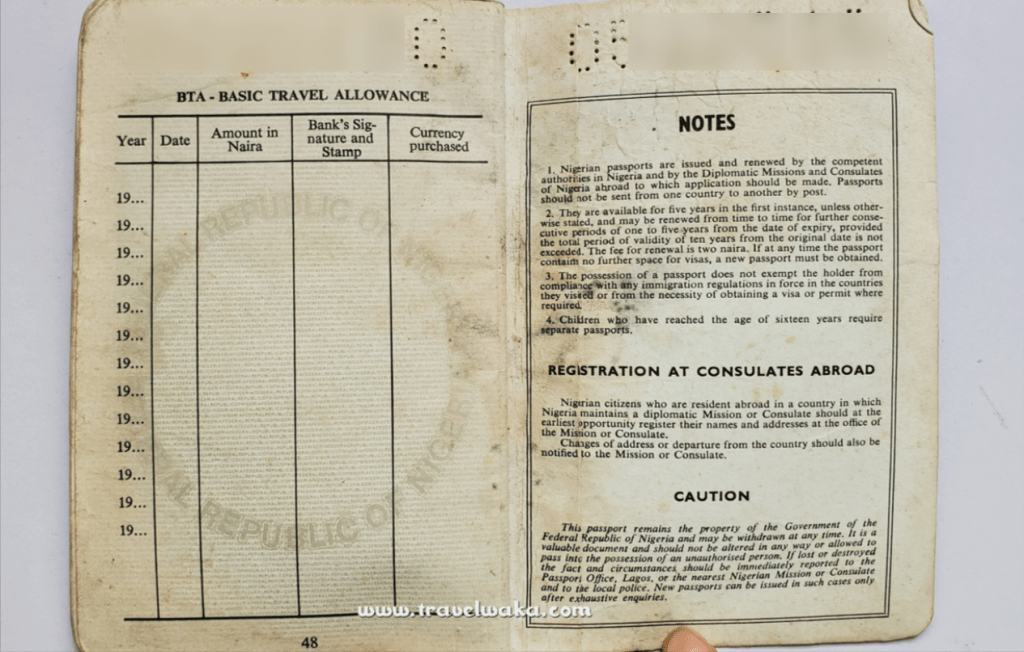 BTA - BASIC TRAVEL ALLOWANCE
Year Date Amount in Naira Bank's Sig-nature and Stamp Currency purchased
19...
19...
19...
19...
19...
19...
19...
19...
19...
19...
19...
19...
19...
REPUBLIC OF
REPUBLIC OF
48
05
NOTES
1. Nigerian passports are issued and renewed by the competent
authorities in Nigeria and by the Diplomatic Missions and Consulates
of Nigeria abroad to which application should be made. Passports
should not be sent from one country to another by post.
2. They are available for five years in the first instance, unless other-
wise stated, and may be renewed from time to time for further conse-
cutive periods of one to five years from the date of expiry, provided
the total period of validity of ten years from the original date is not
exceeded. The fee for renewal is two naira. If at any time the passport
contains no further space for visas, a new passport must be obtained.
3. The possession of a passport does not exempt the holder from
compliance with any immigration regulations in force in the countries
they visited or from the necessity of obtaining a visa or permit where
required.
4. Children who have reached the age of sixteen years require
separate passports.
REGISTRATION AT CONSULATES ABROAD
Nigerian citizens who are resident abroad in a country in which
Nigeria maintains a diplomatic Mission or Consulate should at the
earliest opportunity register their names and addresses at the office of
the Mission or Consulate.
Changes of address or departure from the country should also be
notified to the Mission or Consulate.
CAUTION
This passport remains the property of the Government of the
Federal Republic of Nigeria and may be withdrawn at any time. It is a
valuable document and should not be altered in any way or allowed to
pass into the possession of an unauthorised person. If lost or destroyed
the fact and circumstances should be immediately reported to the
Passport Office, Lagos, or the nearest Nigerian Mission or Consulate
and to the local police. New passports can be issued in such cases only
after exhaustive enquiries.
www.travelwaka.com